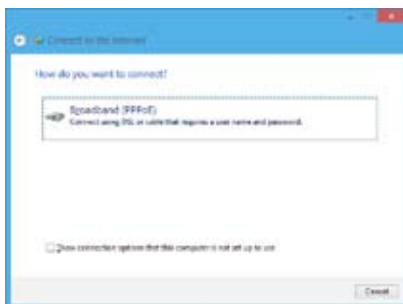 Connect to the Internet
How do you want to connect?
Broadband (PPPoE)
Connect using DSL or cable that requires a user name and password.
Show connection options that this computer is not set up to use
Cancel